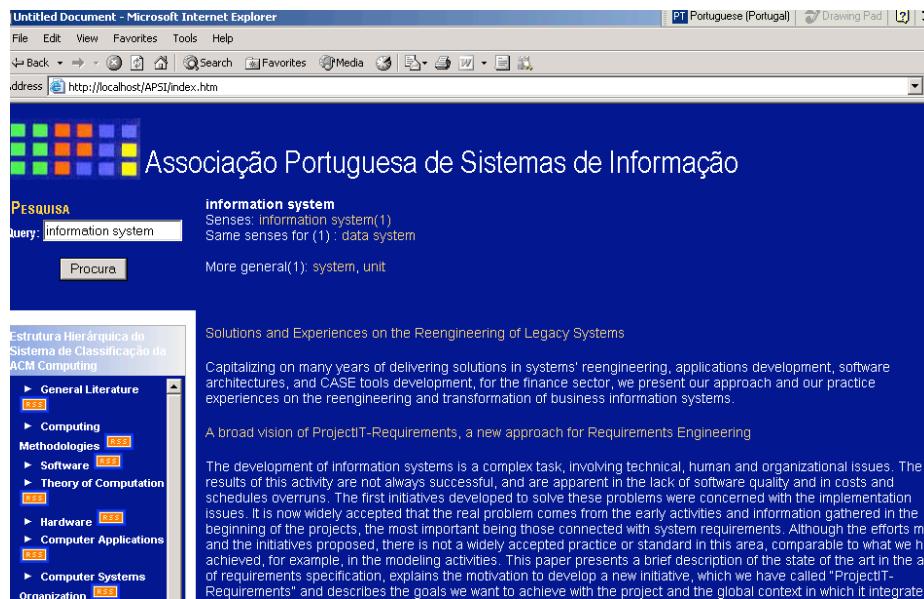 Untitled Document - Microsoft Internet Explorer
PT Portuguese (Portugal) Drawing Pad
File Edit View Favorites Tools Help
Back Search Favorites Media
ddress http://localhost/APSI/index.htm
Associação Portuguesa de Sistemas de Informação
PESQUISA
Query: information system
Procura
information system
Senses: information system(1)
Same senses for (1) : data system
More general(1): system, unit
Estrutura Hierárquica do
Sistema de Classificação da
ACM Computing
General Literature
RSS
Computing
Methodologies RSS
Software RSS
Theory of Computation
RSS
Hardware RSS
Computer Applications
RSS
Computer Systems
Organization RSS
Solutions and Experiences on the Reengineering of Legacy Systems
Capitalizing on many years of delivering solutions in systems' reengineering, applications development, software
architectures, and CASE tools development, for the finance sector, we present our approach and our practice
experiences on the reengineering and transformation of business information systems.
A broad vision of ProjectIT-Requirements, a new approach for Requirements Engineering
The development of information systems is a complex task, involving technical, human and organizational issues. The
results of this activity are not always successful, and are apparent in the lack of software quality and in costs and
schedules overruns. The first initiatives developed to solve these problems were concerned with the implementation
issues. It is now widely accepted that the real problem comes from the early activities and information gathered in the
beginning of the projects, the most important being those connected with system requirements. Although the efforts m
and the initiatives proposed, there is not a widely accepted practice or standard in this area, comparable to what we h
achieved, for example, in the modeling activities. This paper presents a brief description of the state of the art in the a
of requirements specification, explains the motivation to develop a new initiative, which we have called "ProjectIT-
Requirements" and describes the goals we want to achieve with the project and the global context in which it integrate